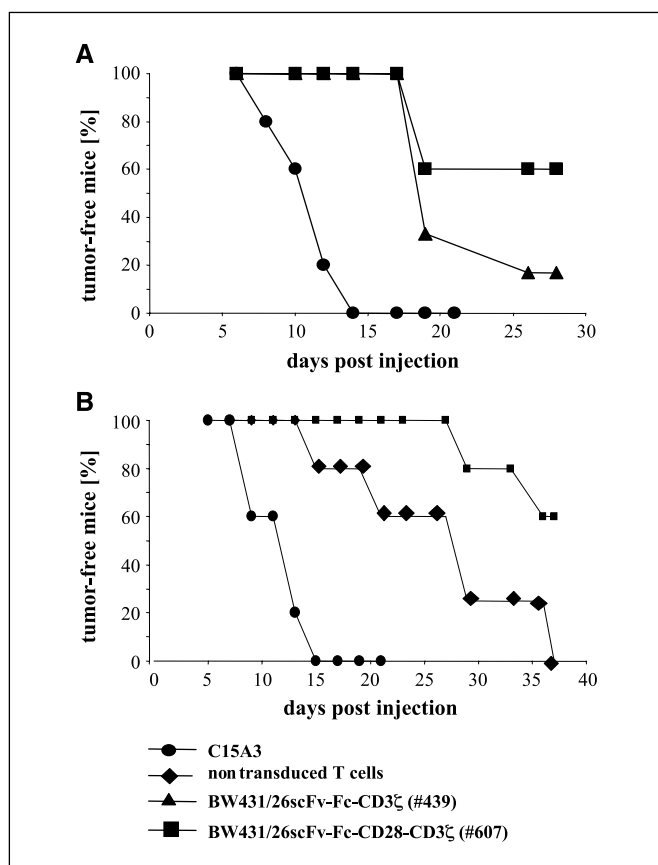 A
tumor-free mice [%]
100
80
60
40
20
0
0 5 10 15 20 25 30
days post injection
B
tumor-free mice [%]
100
80
60
40
20
0
0 5 10 15 20 25 30 35 40
days post injection
C15A3
non transduced T cells
BW431/26scFv-Fc-CD3ζ (#439)
BW431/26scFv-Fc-CD28-CD3ζ (#607)